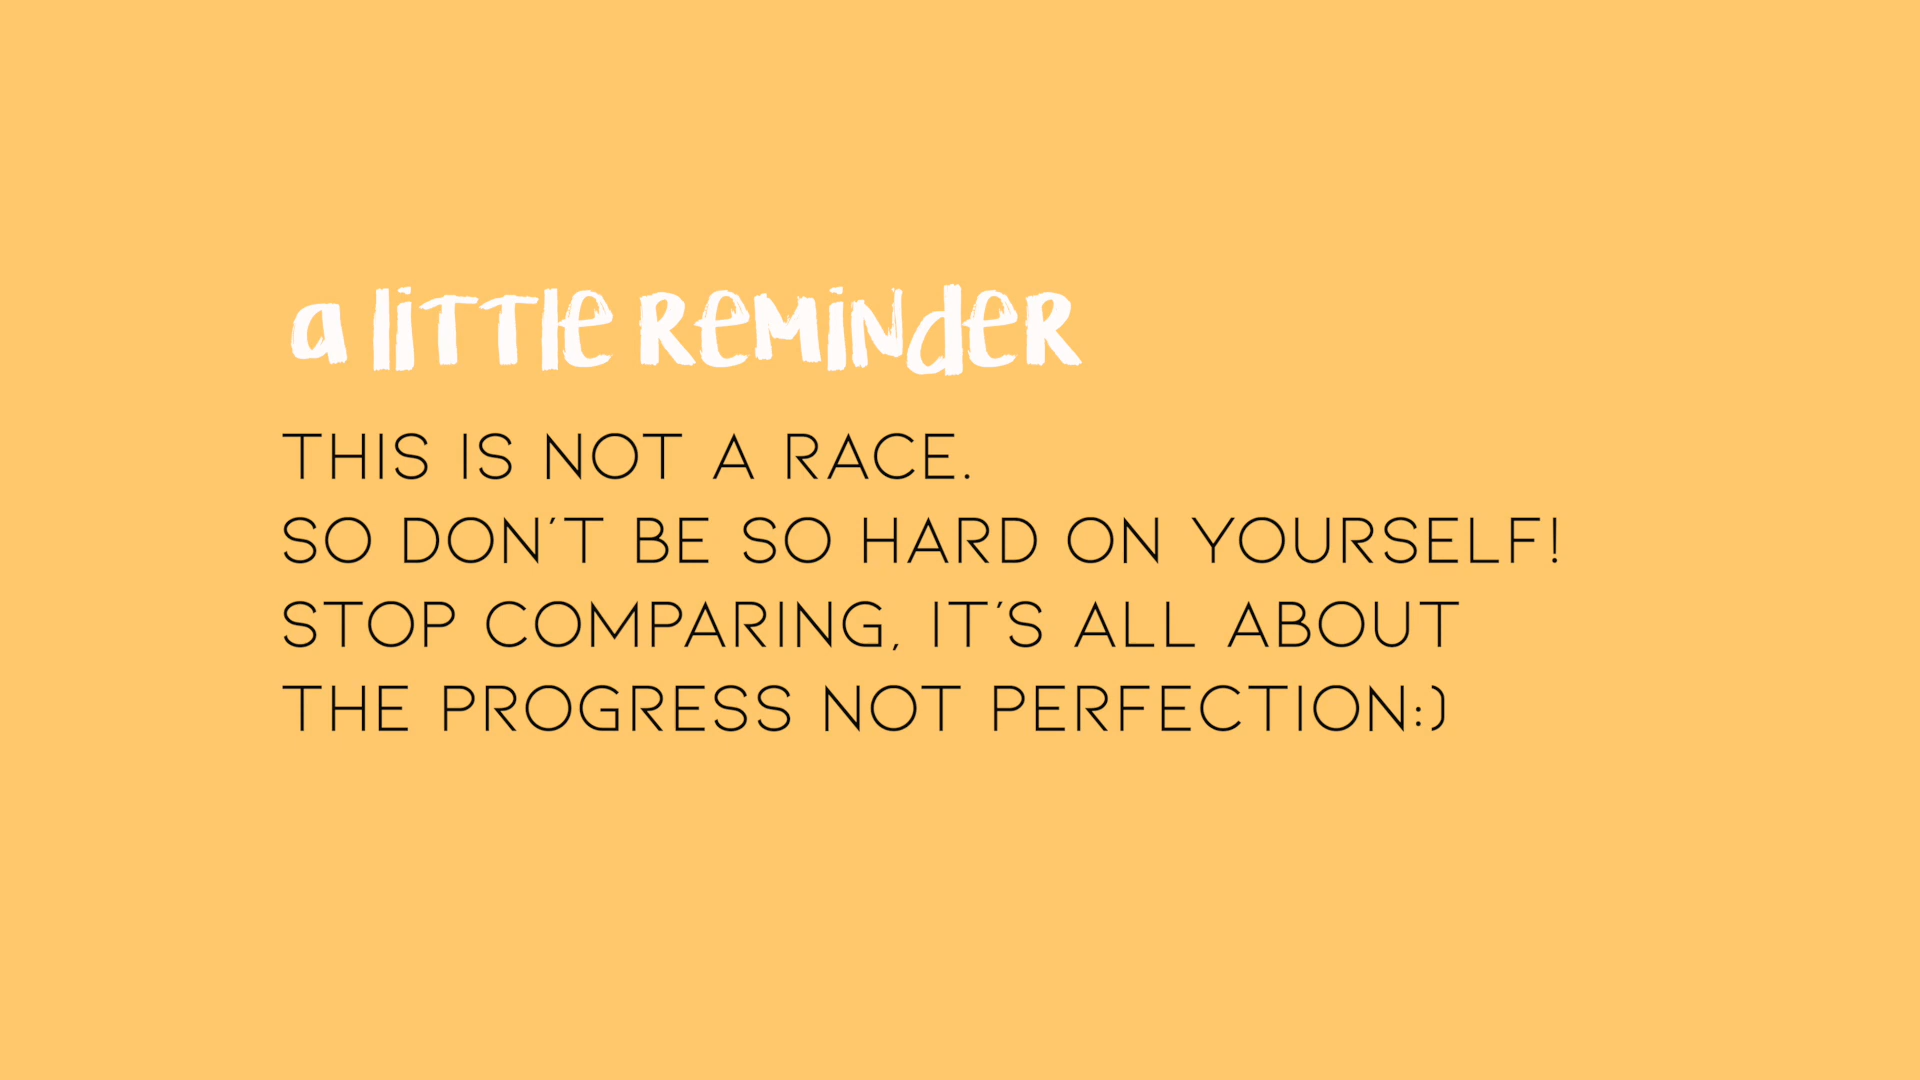 a little Reminder
THIS IS NOT A RACE.
SO DON'T BE SO HARD ON YOURSELF!
STOP COMPARING, IT'S ALL ABOUT
THE PROGRESS NOT PERFECTION:)